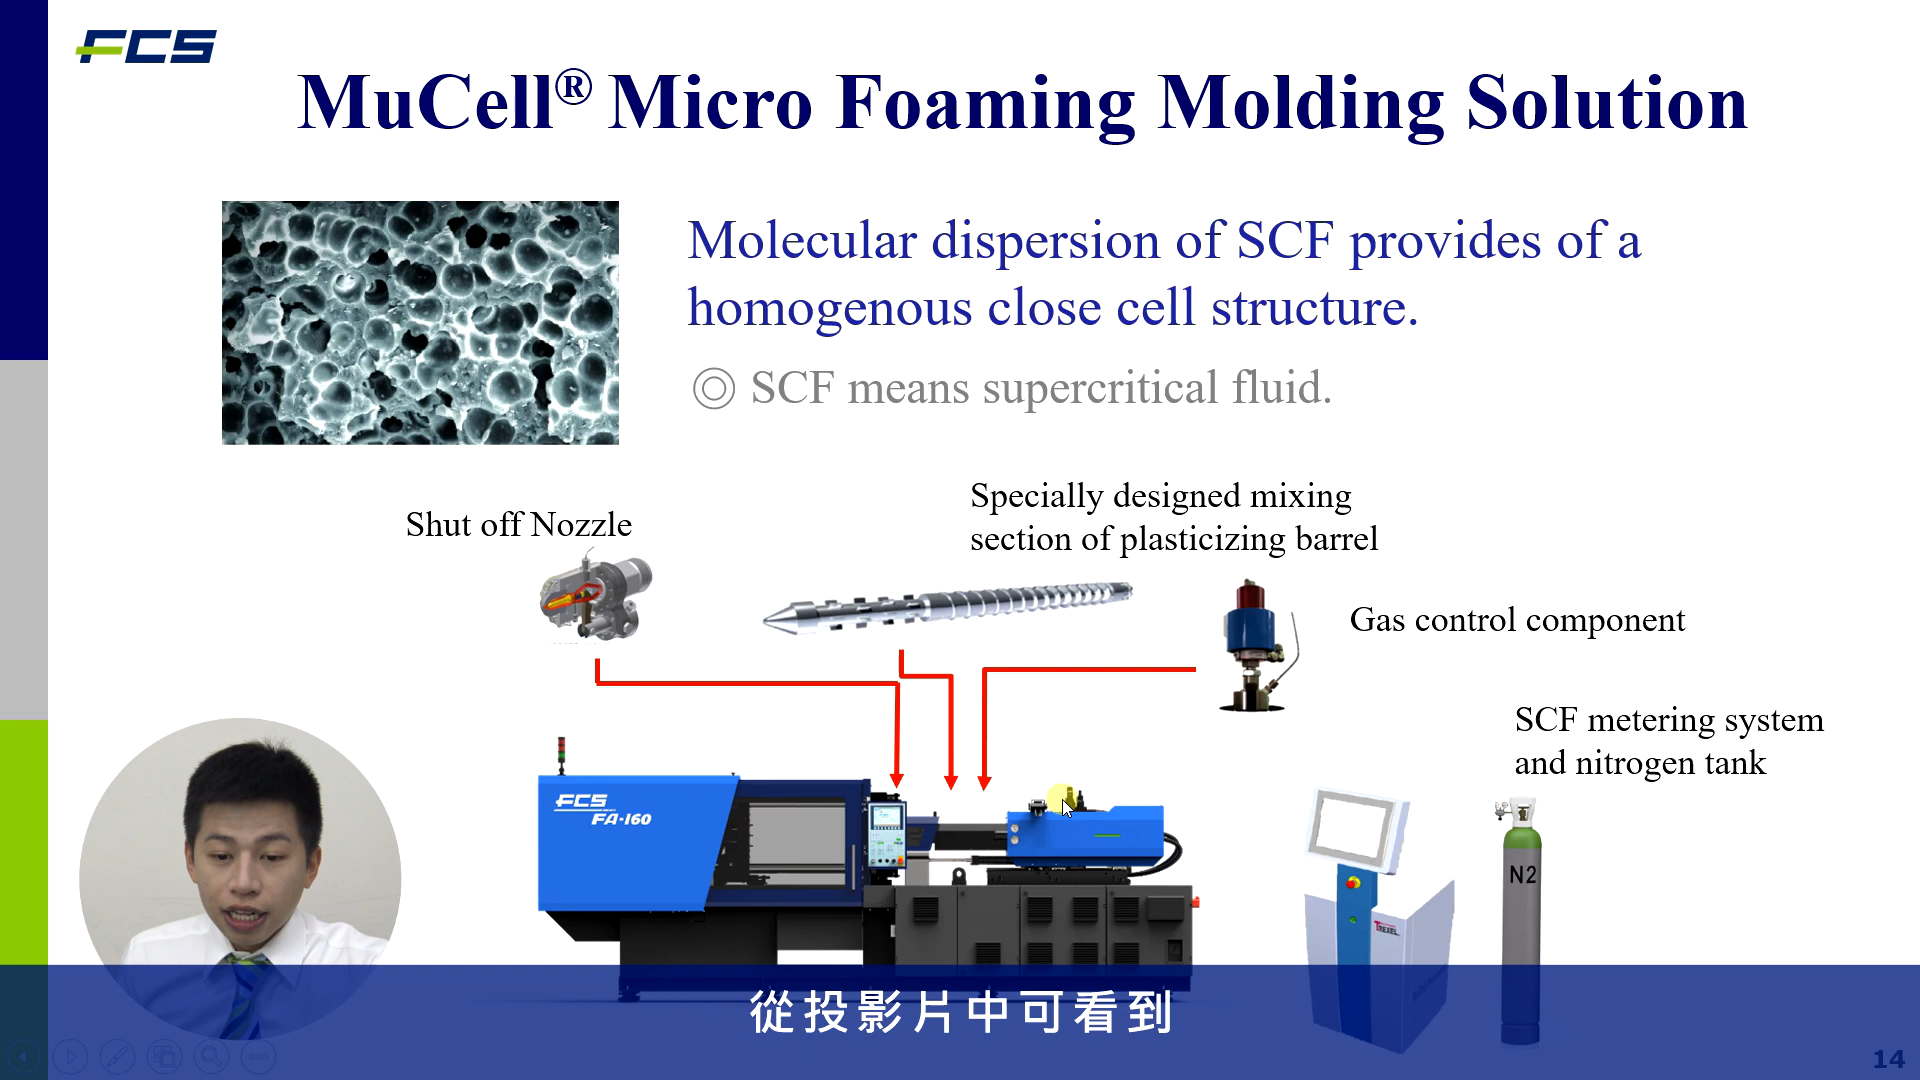 FCS
MuCell® Micro Foaming Molding Solution
Molecular dispersion of SCF provides of a
homogenous close cell structure.
◎ SCF means supercritical fluid.
Shut off Nozzle
Specially designed mixing
section of plasticizing barrel
Gas control component
SCF metering system
and nitrogen tank
FCS
FA-160
TREXEL
N2
從投影片中可看到
14